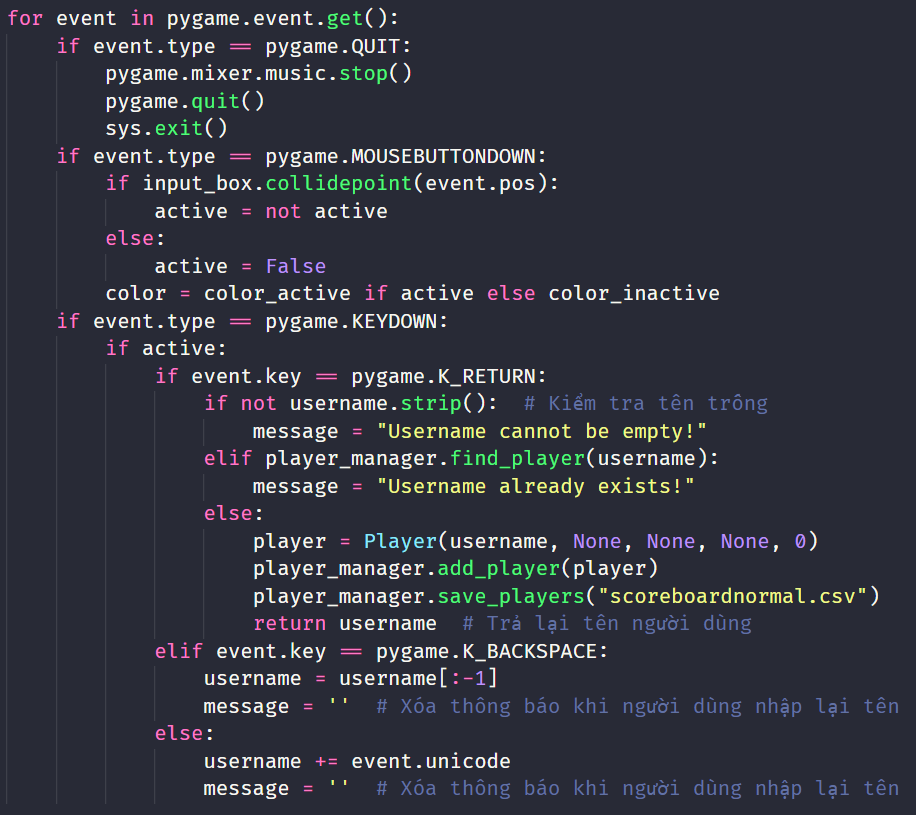 for event in pygame.event.get():
    if event.type == pygame.QUIT:
        pygame.mixer.music.stop()
        pygame.quit()
        sys.exit()
    if event.type == pygame.MOUSEBUTTONDOWN:
        if input_box.collidepoint(event.pos):
            active = not active
        else:
            active = False
        color = color_active if active else color_inactive
    if event.type == pygame.KEYDOWN:
        if active:
            if event.key == pygame.K_RETURN:
                if not username.strip():  # Kiểm tra tên trống
                    message = "Username cannot be empty!"
                elif player_manager.find_player(username):
                    message = "Username already exists!"
                else:
                    player = Player(username, None, None, None, 0)
                    player_manager.add_player(player)
                    player_manager.save_players("scoreboardnormal.csv")
                    return username  # Trả lại tên người dùng
            elif event.key == pygame.K_BACKSPACE:
                username = username[:-1]
                message = ''  # Xóa thông báo khi người dùng nhập lại tên
            else:
                username += event.unicode
                message = ''  # Xóa thông báo khi người dùng nhập lại tên